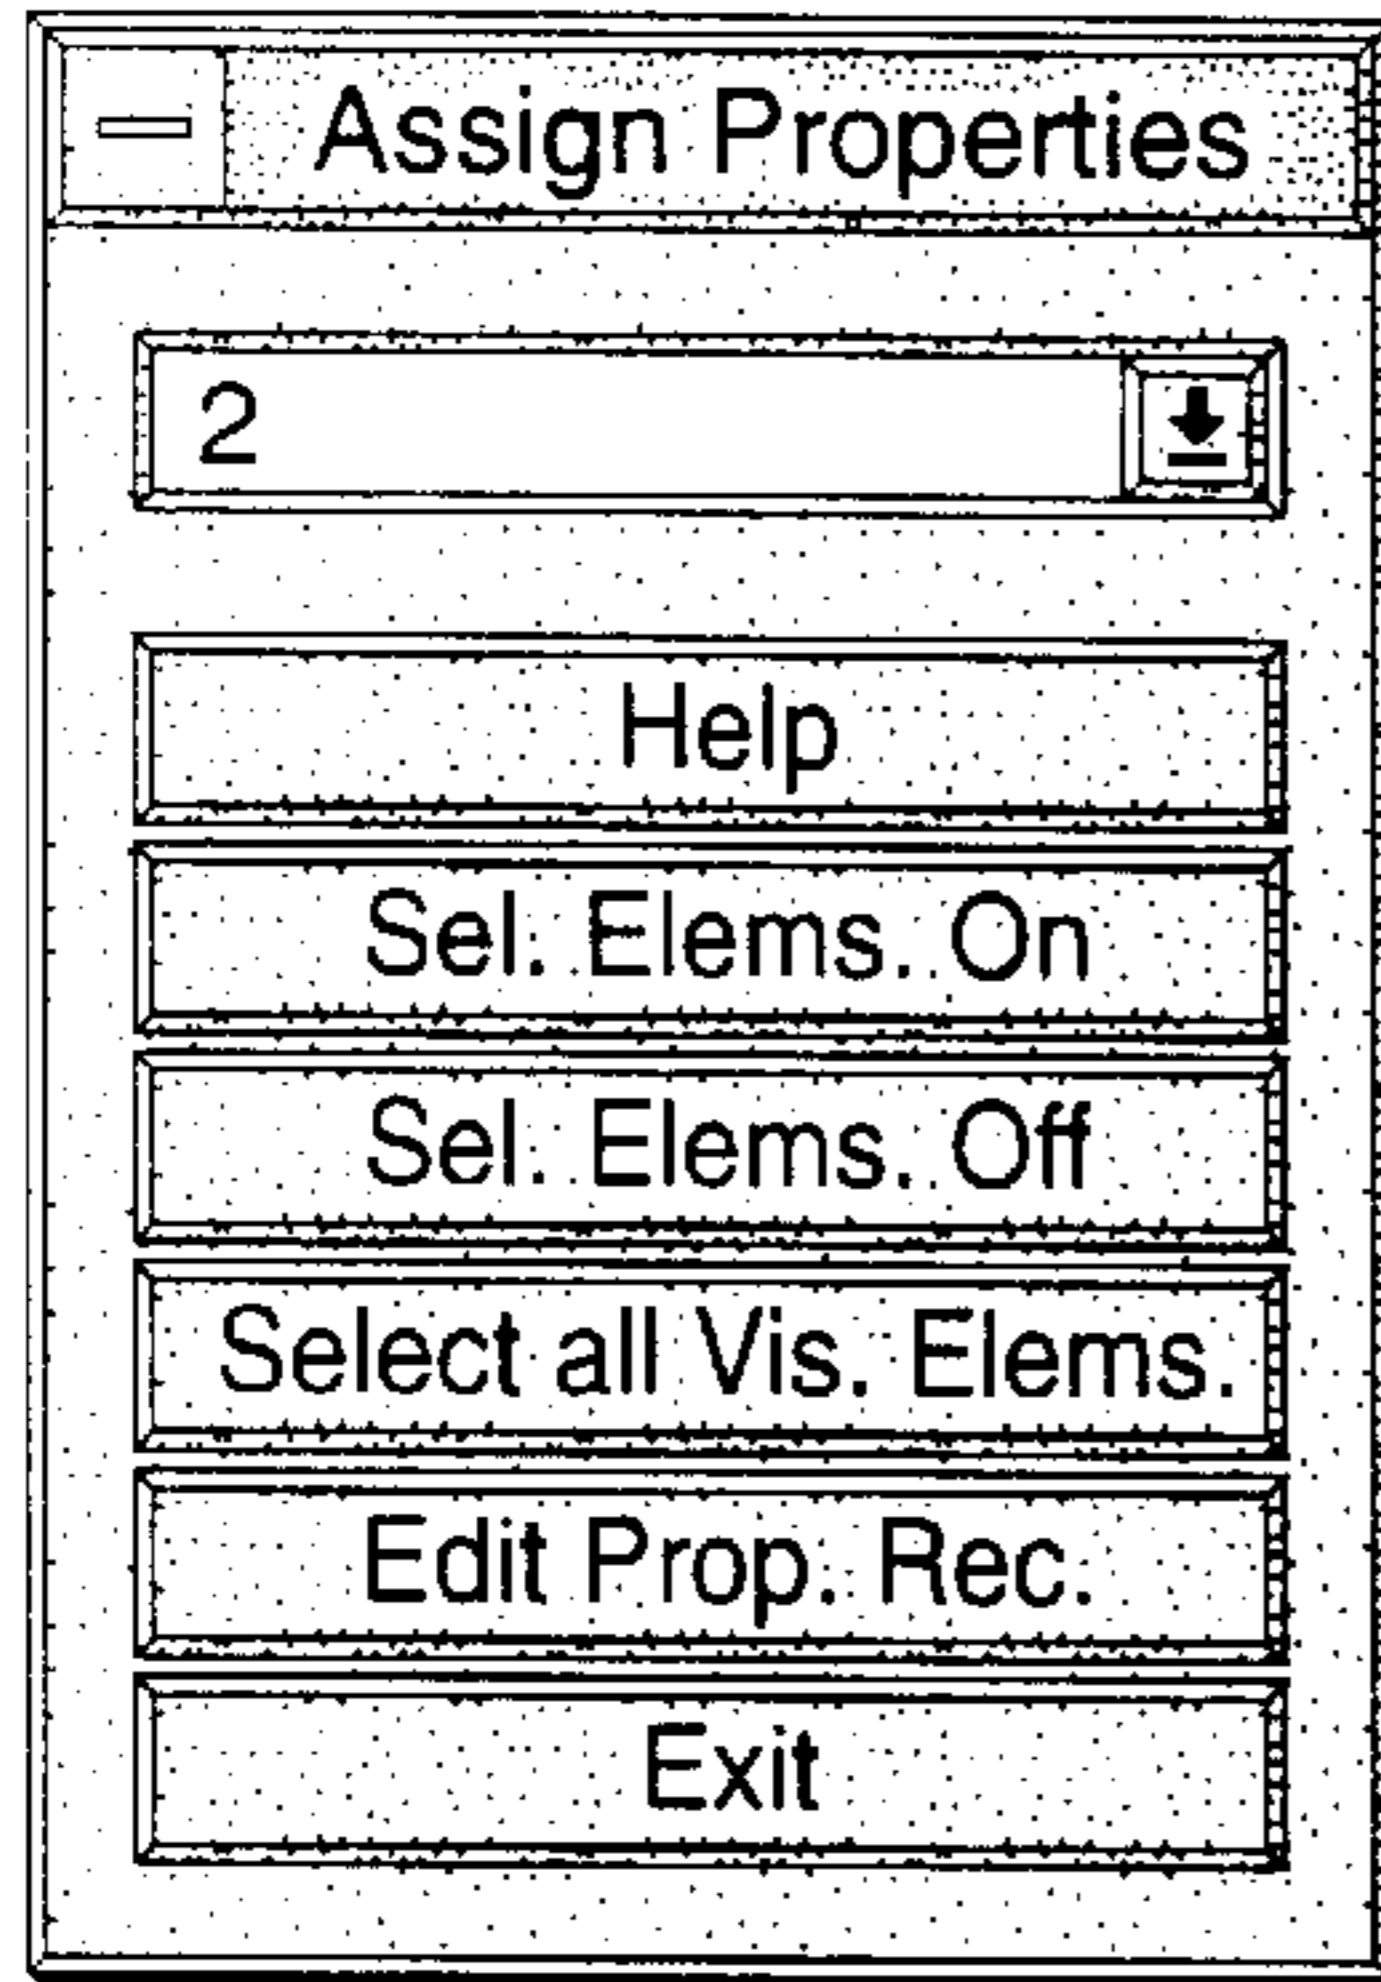 Assign Properties
2
Help
Sel. Elems. On
Sel. Elems. Off
Select all Vis. Elems.
Edit Prop. Rec.
Exit